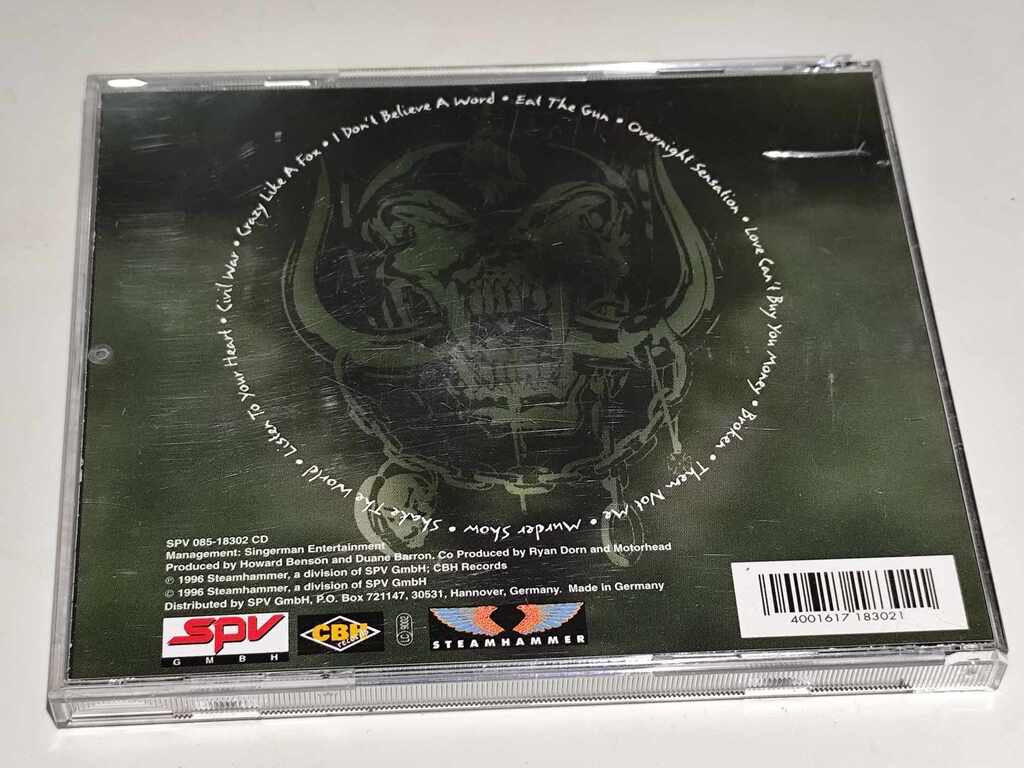 Civil War • Crazy Like A Fox • I Don't Believe A Word • Eat The Gun • Overnight Sensation • Love Can't Buy You Money • Broken • Them Not Me • Murder Show • Shake The World • Listen To Your Heart •
SPV 085-18302 CD
Management: Singerman Entertainment
Produced by Howard Benson and Duane Barron. Co Produced by Ryan Dorn and Motorhead
℗ 1996 Steamhammer, a division of SPV GmbH; CBH Records
© 1996 Steamhammer, a division of SPV GmbH
Distributed by SPV GmbH, P.O. Box 721147, 30531, Hannover, Germany. Made in Germany
SPV
GMBH
CBH
records
LC 9002
STEAMHAMMER
4001617 183021